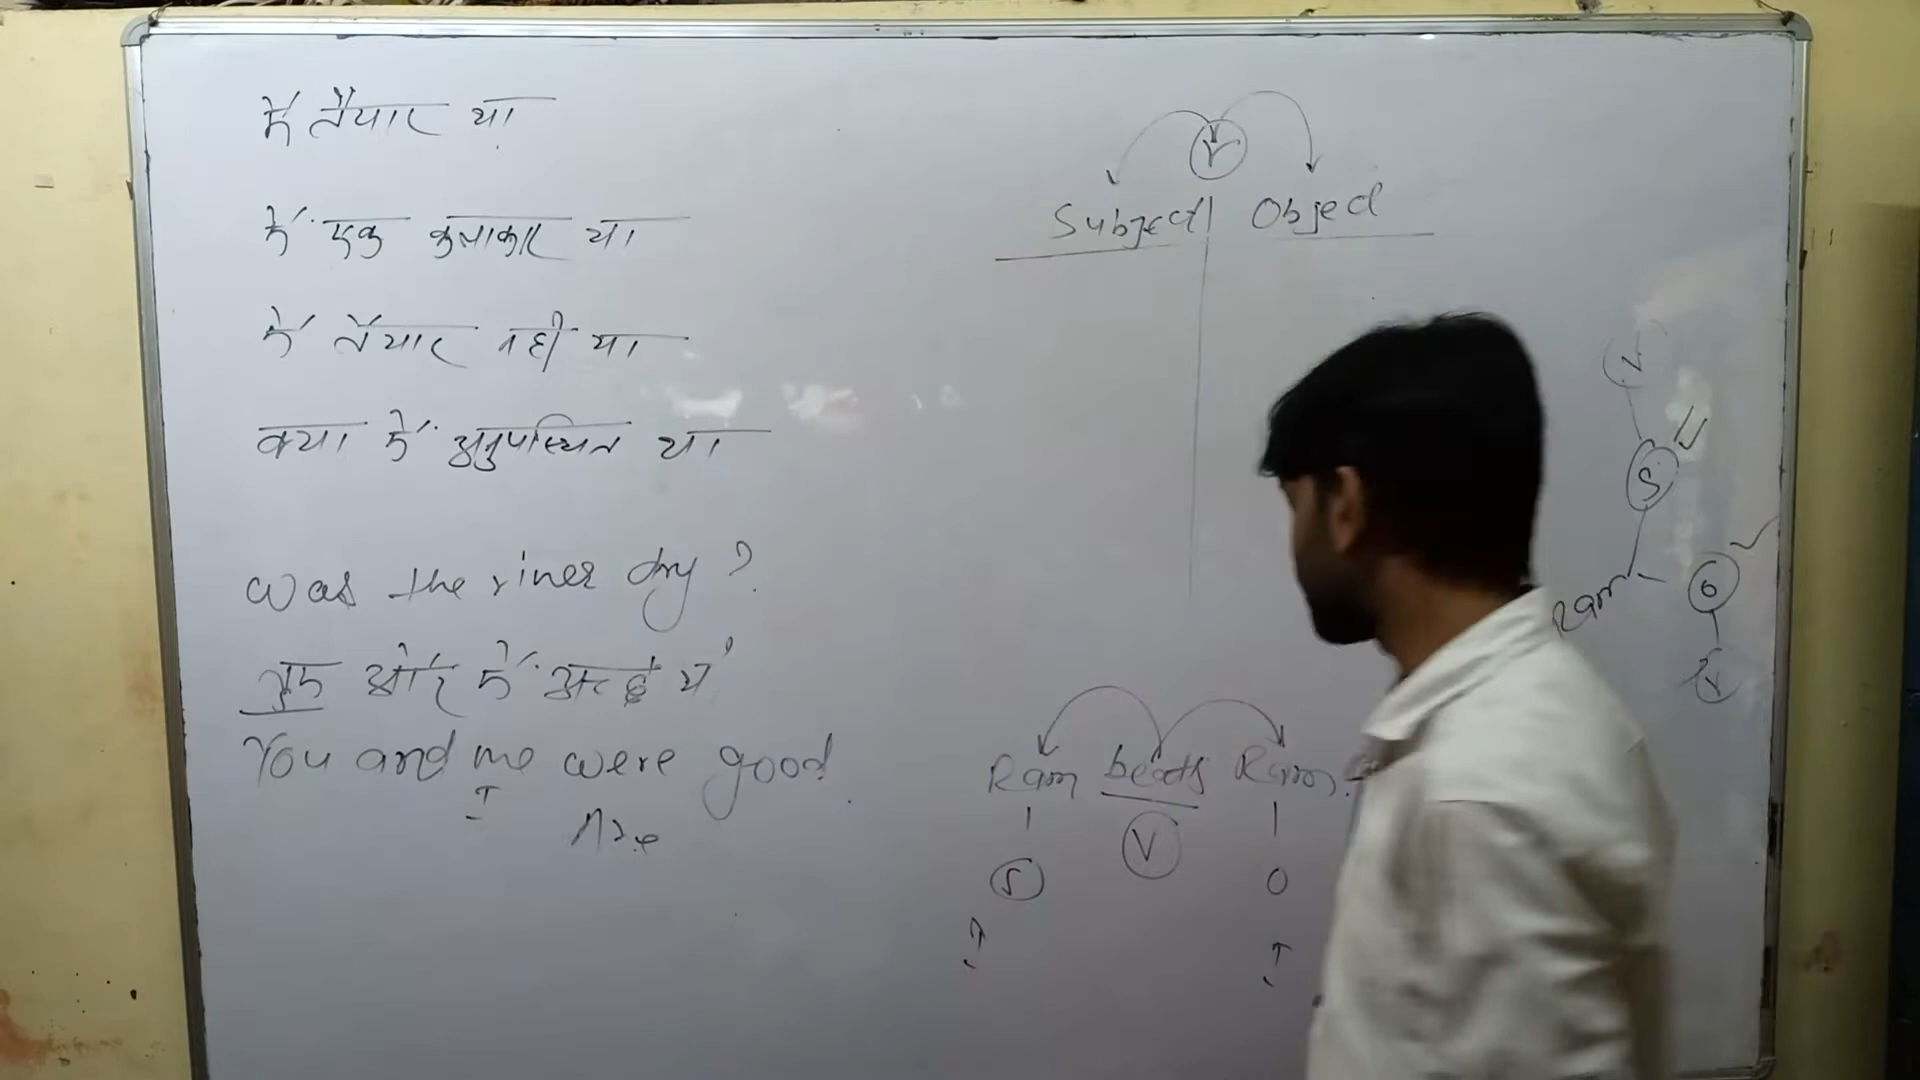 मैं तैयार था
मैं एक कलाकार था
मैं तैयार नही था
क्या मैं अनुपस्थित था
Was the river dry ?
तुम और मैं अच्छे थे
You and me were good.
I
Are
V
Subject Object
V
S
Ram
O
V
Ram beats Ram.
V
S O
I I